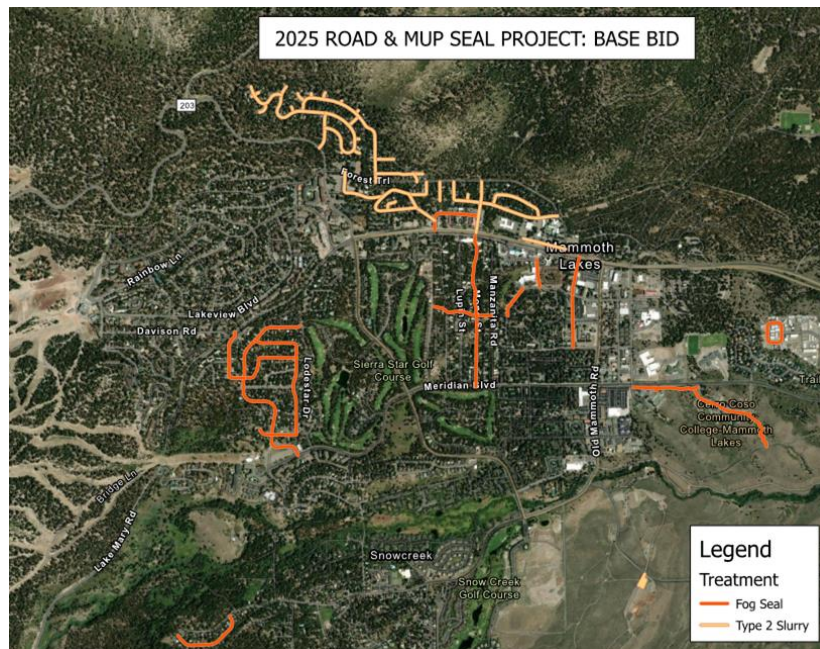 2025 ROAD & MUP SEAL PROJECT: BASE BID
203
Forest Trl
Mammoth
Lakes
Rainbow Ln
Lakeview Blvd
Davison Rd
Lupin St
Manzanita Rd
Sierra Star Golf
Course
Lodestar Dr
Meridian Blvd
Old Mammoth Rd
Trail
Cerro Coso
Community
College-Mammoth
Lakes
Bridge Ln
Lake Mary Rd
Snowcreek
Snow Creek
Golf Course
Legend
Treatment
Fog Seal
Type 2 Slurry